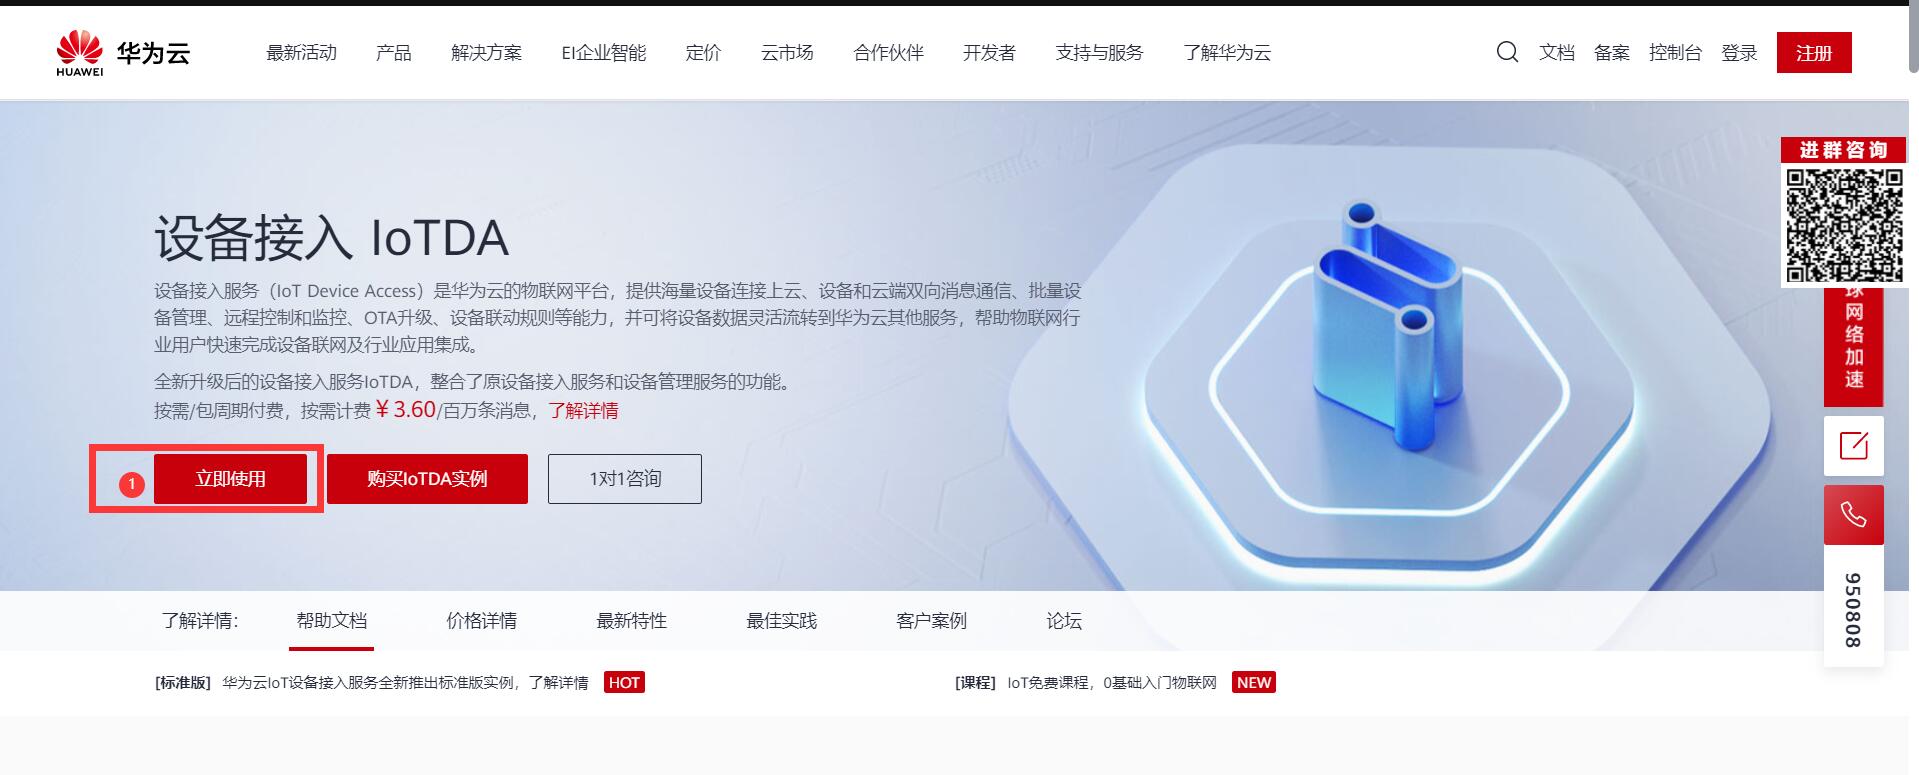 HUAWEI 华为云 最新活动 产品 解决方案 EI企业智能 定价 云市场 合作伙伴 开发者 支持与服务 了解华为云 文档 备案 控制台 登录 注册
进群咨询
设备接入 IoTDA
设备接入服务（IoT Device Access）是华为云的物联网平台，提供海量设备连接上云、设备和云端双向消息通信、批量设
备管理、远程控制和监控、OTA升级、设备联动规则等能力，并可将设备数据灵活流转到华为云其他服务，帮助物联网行
业用户快速完成设备联网及行业应用集成。
全新升级后的设备接入服务IoTDA，整合了原设备接入服务和设备管理服务的功能。
按需/包周期付费，按需计费 ¥ 3.60/百万条消息，了解详情
1 立即使用 购买IoTDA实例 1对1咨询
球网络加速
950808
了解详情： 帮助文档 价格详情 最新特性 最佳实践 客户案例 论坛
[标准版] 华为云IoT设备接入服务全新推出标准版实例，了解详情 HOT
[课程] IoT免费课程，0基础入门物联网 NEW